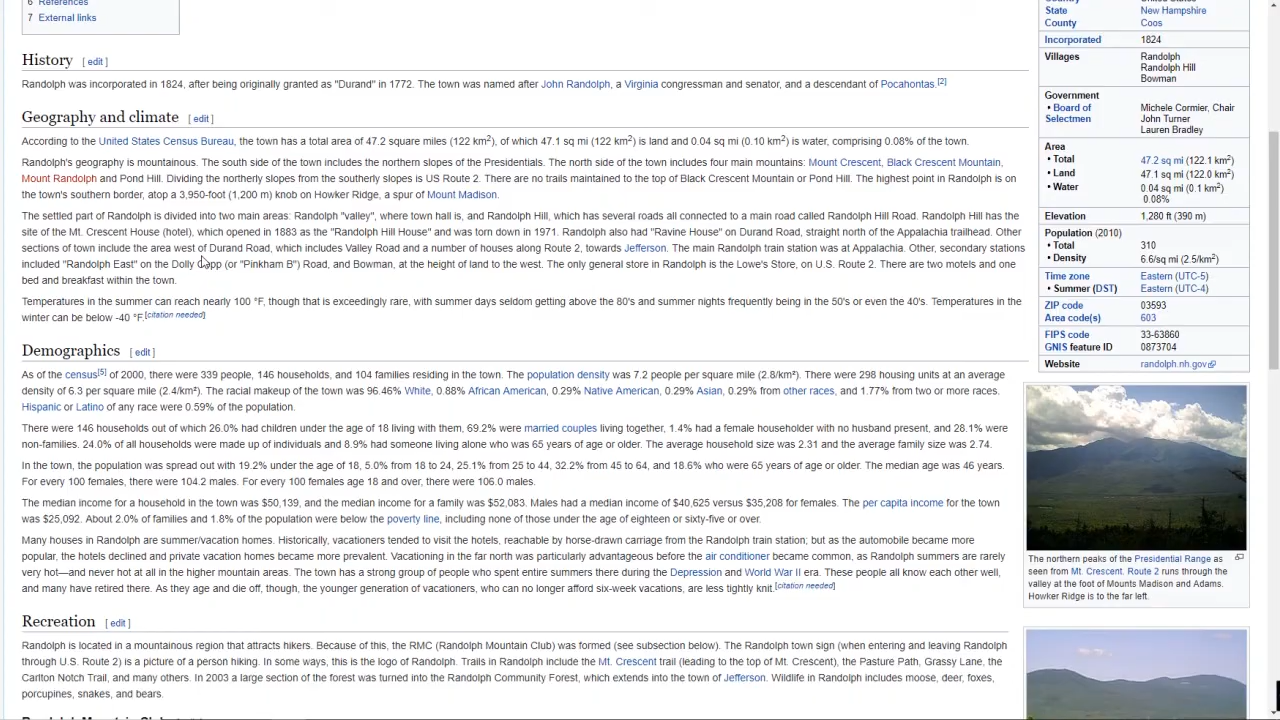 6 References
7 External links
History [ edit ]
Randolph was incorporated in 1824, after being originally granted as "Durand" in 1772. The town was named after John Randolph, a Virginia congressman and senator, and a descendant of Pocahontas.[2]
Geography and climate [ edit ]
According to the United States Census Bureau, the town has a total area of 47.2 square miles (122 km2), of which 47.1 sq mi (122 km2) is land and 0.04 sq mi (0.10 km2) is water, comprising 0.08% of the town.
Randolph's geography is mountainous. The south side of the town includes the northern slopes of the Presidentials. The north side of the town includes four main mountains: Mount Crescent, Black Crescent Mountain,
Mount Randolph and Pond Hill. Dividing the northerly slopes from the southerly slopes is US Route 2. There are no trails maintained to the top of Black Crescent Mountain or Pond Hill. The highest point in Randolph is on
the town's southern border, atop a 3,950-foot (1,200 m) knob on Howker Ridge, a spur of Mount Madison.
The settled part of Randolph is divided into two main areas: Randolph "valley", where town hall is, and Randolph Hill, which has several roads all connected to a main road called Randolph Hill Road. Randolph Hill has the
site of the Mt. Crescent House (hotel), which opened in 1883 as the "Randolph Hill House" and was torn down in 1971. Randolph also had "Ravine House" on Durand Road, straight north of the Appalachia trailhead. Other
sections of town include the area west of Durand Road, which includes Valley Road and a number of houses along Route 2, towards Jefferson. The main Randolph train station was at Appalachia. Other, secondary stations
included "Randolph East" on the Dolly Copp (or "Pinkham B") Road, and Bowman, at the height of land to the west. The only general store in Randolph is the Lowe's Store, on U.S. Route 2. There are two motels and one
bed and breakfast within the town.
Temperatures in the summer can reach nearly 100 °F, though that is exceedingly rare, with summer days seldom getting above the 80's and summer nights frequently being in the 50's or even the 40's. Temperatures in the
winter can be below -40 °F.[citation needed]
Demographics [ edit ]
As of the census[5] of 2000, there were 339 people, 146 households, and 104 families residing in the town. The population density was 7.2 people per square mile (2.8/km²). There were 298 housing units at an average
density of 6.3 per square mile (2.4/km²). The racial makeup of the town was 96.46% White, 0.88% African American, 0.29% Native American, 0.29% Asian, 0.29% from other races, and 1.77% from two or more races.
Hispanic or Latino of any race were 0.59% of the population.
There were 146 households out of which 26.0% had children under the age of 18 living with them, 69.2% were married couples living together, 1.4% had a female householder with no husband present, and 28.1% were
non-families. 24.0% of all households were made up of individuals and 8.9% had someone living alone who was 65 years of age or older. The average household size was 2.31 and the average family size was 2.74.
In the town, the population was spread out with 19.2% under the age of 18, 5.0% from 18 to 24, 25.1% from 25 to 44, 32.2% from 45 to 64, and 18.6% who were 65 years of age or older. The median age was 46 years.
For every 100 females, there were 104.2 males. For every 100 females age 18 and over, there were 106.0 males.
The median income for a household in the town was $50,139, and the median income for a family was $52,083. Males had a median income of $40,625 versus $35,208 for females. The per capita income for the town
was $25,092. About 2.0% of families and 1.8% of the population were below the poverty line, including none of those under the age of eighteen or sixty-five or over.
Many houses in Randolph are summer/vacation homes. Historically, vacationers tended to visit the hotels, reachable by horse-drawn carriage from the Randolph train station; but as the automobile became more
popular, the hotels declined and private vacation homes became more prevalent. Vacationing in the far north was particularly advantageous before the air conditioner became common, as Randolph summers are rarely
very hot—and never hot at all in the higher mountain areas. The town has a strong group of people who spent entire summers there during the Depression and World War II era. These people all know each other well,
and many have retired there. As they age and die off, though, the younger generation of vacationers, who can no longer afford six-week vacations, are less tightly knit.[citation needed]
Recreation [ edit ]
Randolph is located in a mountainous region that attracts hikers. Because of this, the RMC (Randolph Mountain Club) was formed (see subsection below). The Randolph town sign (when entering and leaving Randolph
through U.S. Route 2) is a picture of a person hiking. In some ways, this is the logo of Randolph. Trails in Randolph include the Mt. Crescent trail (leading to the top of Mt. Crescent), the Pasture Path, Grassy Lane, the
Carlton Notch Trail, and many others. In 2003 a large section of the forest was turned into the Randolph Community Forest, which extends into the town of Jefferson. Wildlife in Randolph includes moose, deer, foxes,
porcupines, snakes, and bears.
State New Hampshire
County Coos
Incorporated 1824
Villages Randolph
Randolph Hill
Bowman
Government
• Board of Selectmen Michele Cormier, Chair
John Turner
Lauren Bradley
Area
• Total 47.2 sq mi (122.1 km2)
• Land 47.1 sq mi (122.0 km2)
• Water 0.04 sq mi (0.1 km2)
0.08%
Elevation 1,280 ft (390 m)
Population (2010)
• Total 310
• Density 6.6/sq mi (2.5/km2)
Time zone Eastern (UTC-5)
• Summer (DST) Eastern (UTC-4)
ZIP code 03593
Area code(s) 603
FIPS code 33-63860
GNIS feature ID 0873704
Website randolph.nh.gov
The northern peaks of the Presidential Range as
seen from Mt. Crescent. Route 2 runs through the
valley at the foot of Mounts Madison and Adams.
Howker Ridge is to the far left.